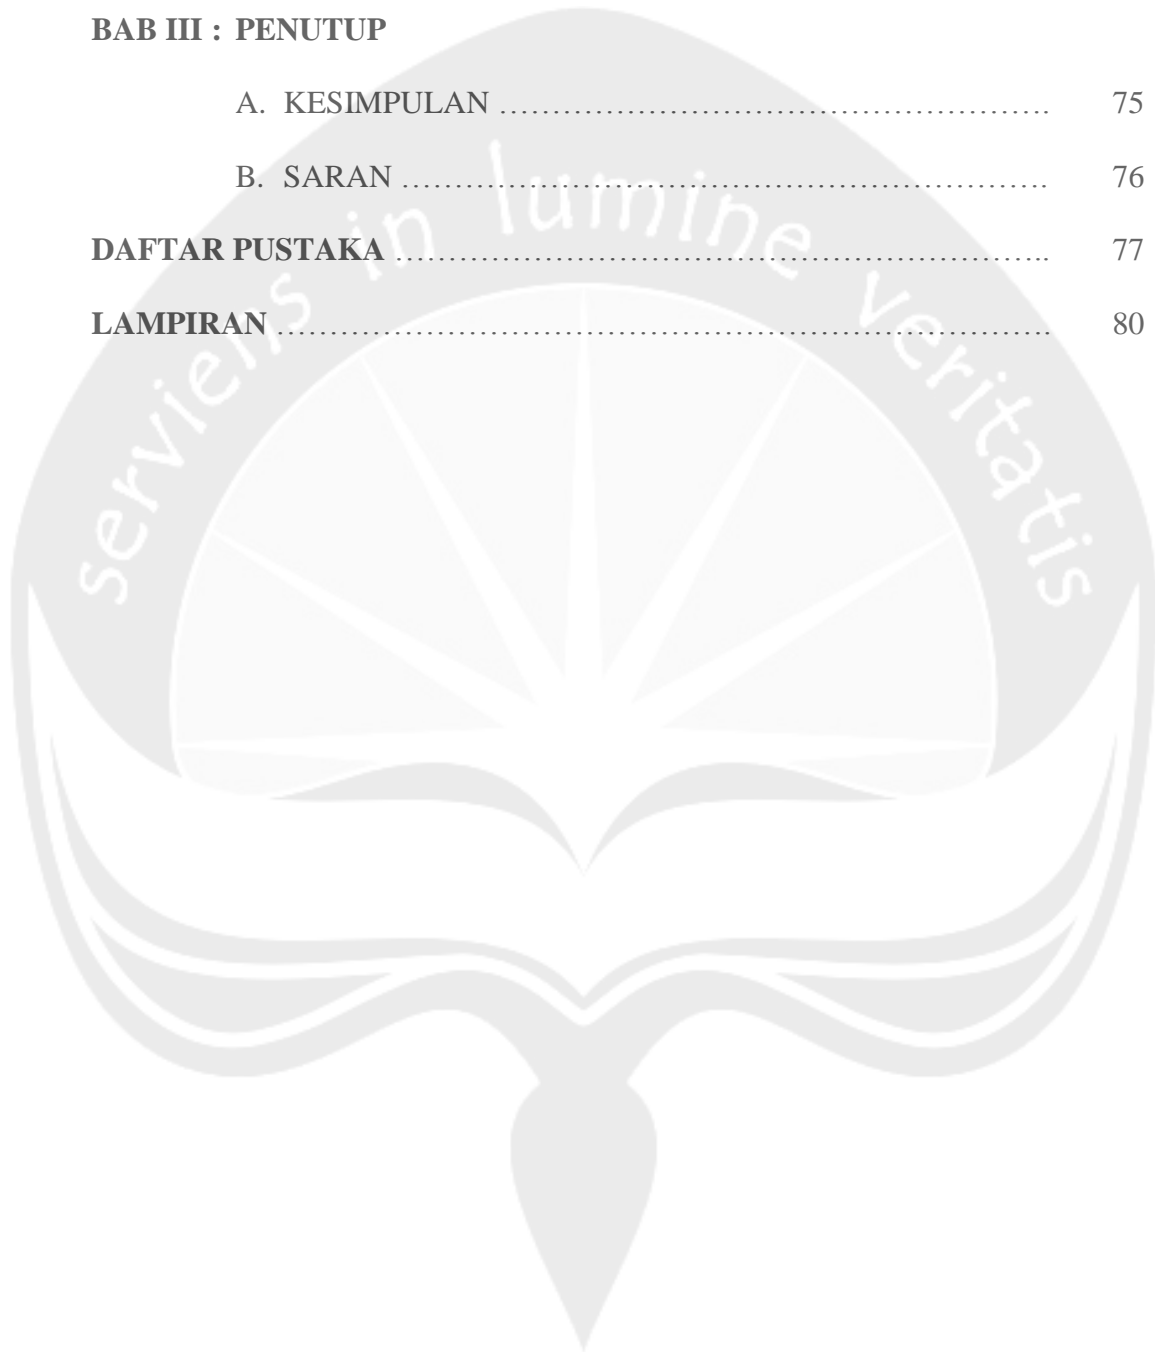 BAB III : PENUTUP
A. KESIMPULAN ……………………………………………. 75
B. SARAN ……………………………………………………. 76
DAFTAR PUSTAKA …………………………………………………….. 77
LAMPIRAN ………………………………………………………………. 80
serviens in lumine veritatis